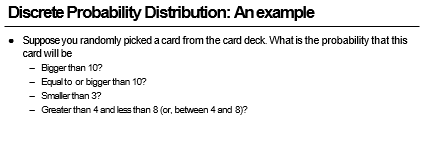 Discrete Probability Distribution: An example
● Suppose you randomly picked a card from the card deck. What is the probability that this
card will be
– Bigger than 10?
– Equal to or bigger than 10?
– Smaller than 3?
– Greater than 4 and less than 8 (or, between 4 and 8)?